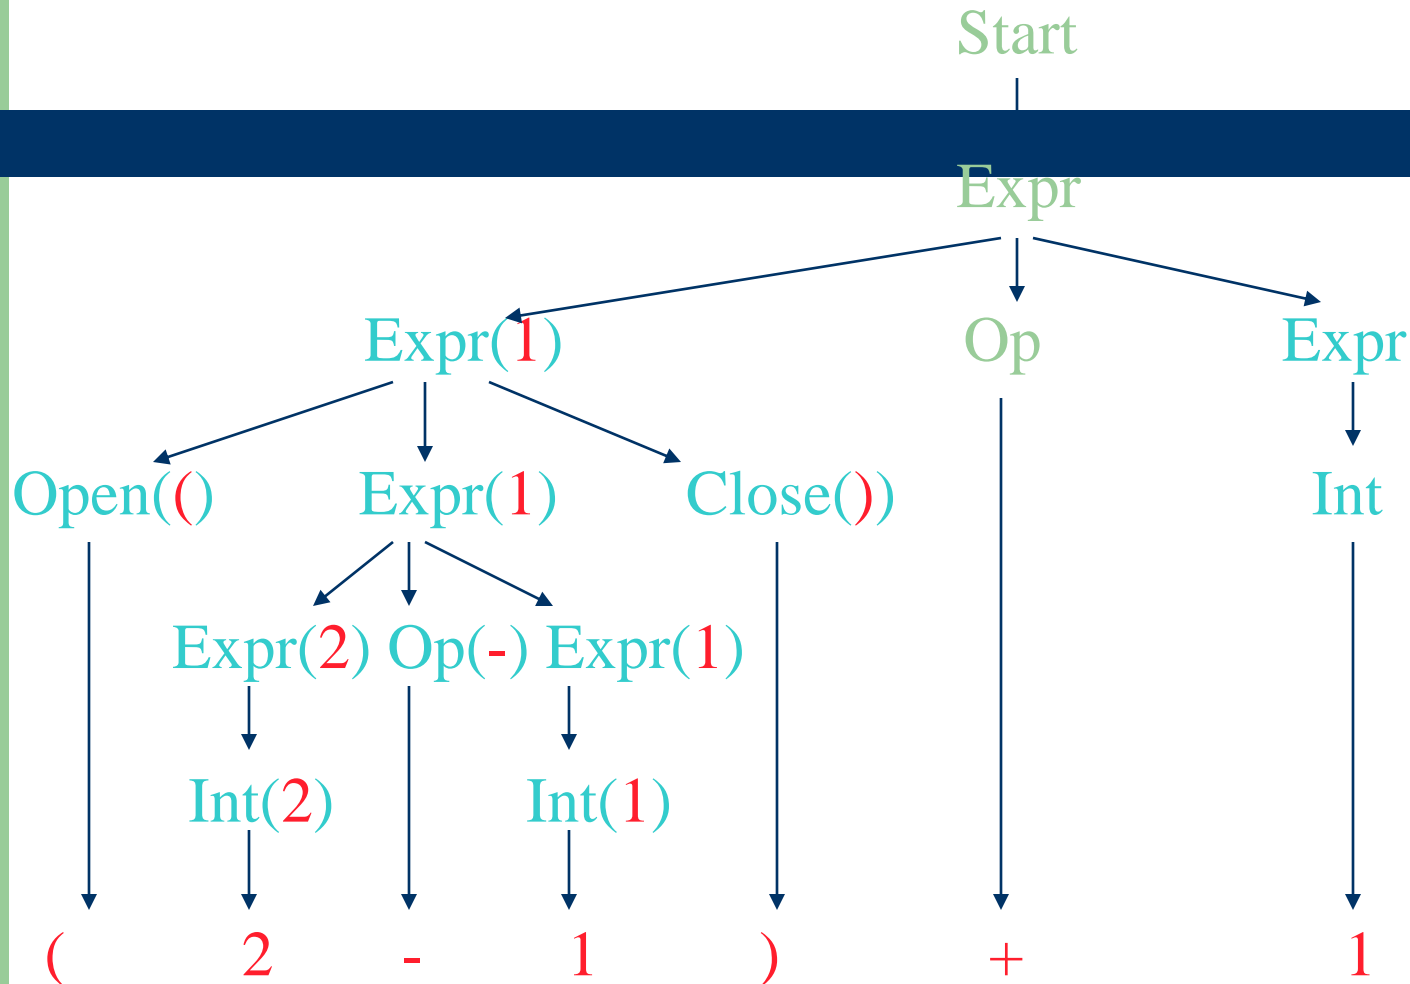 Start
Expr
Expr(1) Op Expr
Open(() Expr(1) Close()) Int
Expr(2) Op(-) Expr(1)
Int(2) Int(1)
( 2 - 1 ) + 1